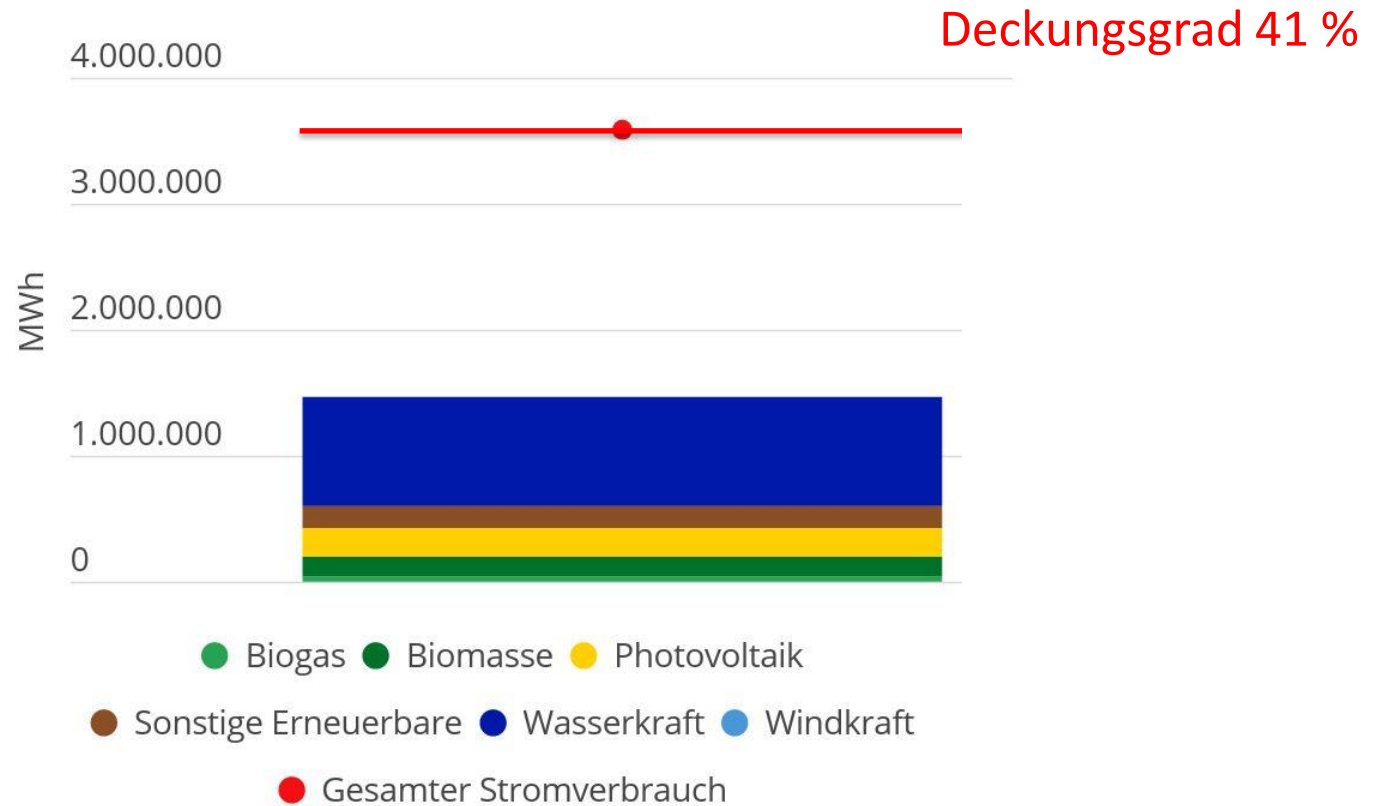 Deckungsgrad 41 %
4.000.000
3.000.000
2.000.000
1.000.000
0
MWh
Biogas Biomasse Photovoltaik
Sonstige Erneuerbare Wasserkraft Windkraft
Gesamter Stromverbrauch